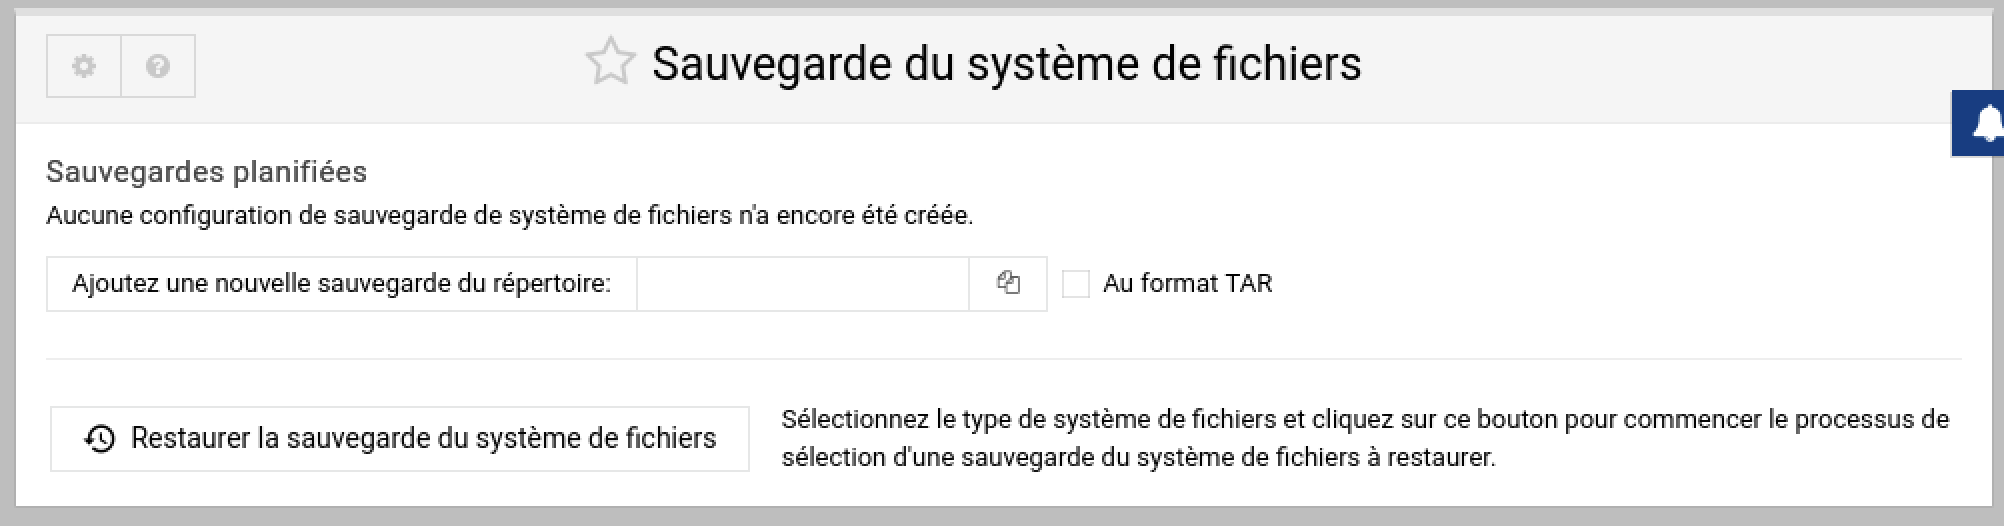 Sauvegarde du système de fichiers
Sauvegardes planifiées
Aucune configuration de sauvegarde de système de fichiers n'a encore été créée.
Ajoutez une nouvelle sauvegarde du répertoire:
Au format TAR
Restaurer la sauvegarde du système de fichiers
Sélectionnez le type de système de fichiers et cliquez sur ce bouton pour commencer le processus de
sélection d'une sauvegarde du système de fichiers à restaurer.